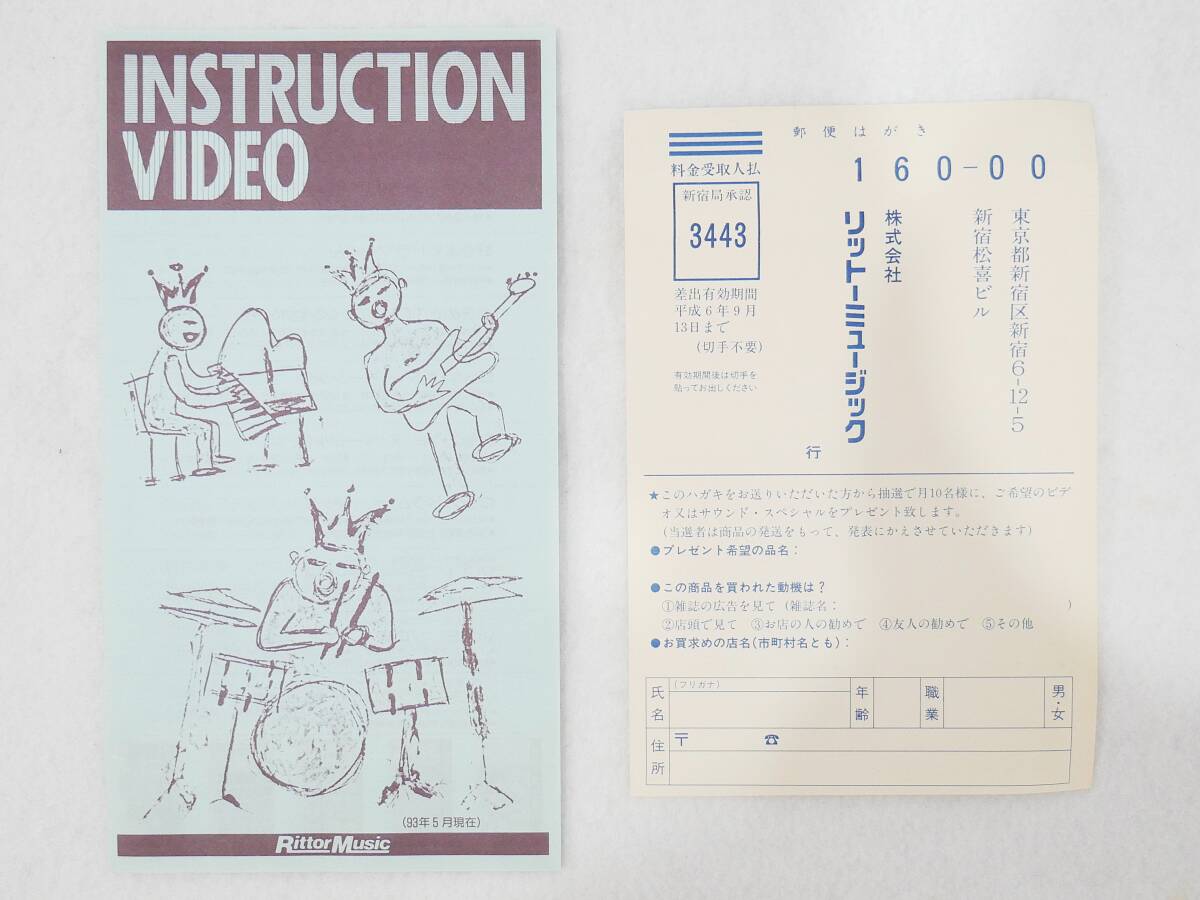 INSTRUCTION
VIDEO
(93年5月現在)
RittorMusic
郵便はがき
160-00
料金受取人払
新宿局承認
3443
差出有効期間
平成6年9月
13日まで
(切手不要)
有効期間後は切手を
貼ってお出しください
東京都新宿区新宿6-12-5
新宿松喜ビル
株式会社
リットーミュージック
行
★このハガキをお送りいただいた方から抽選で月10名様に、ご希望のビデ
オ又はサウンド・スペシャルをプレゼント致します。
(当選者は商品の発送をもって、発表にかえさせていただきます)
●プレゼント希望の品名:
●この商品を買われた動機は?
①雑誌の広告を見て(雑誌名: )
②店頭で見て ③お店の人の勧めで ④友人の勧めで ⑤その他
●お買求めの店名(市町村名とも):
氏名
(フリガナ)
年齢
職業
男・女
住所
〒 ☎